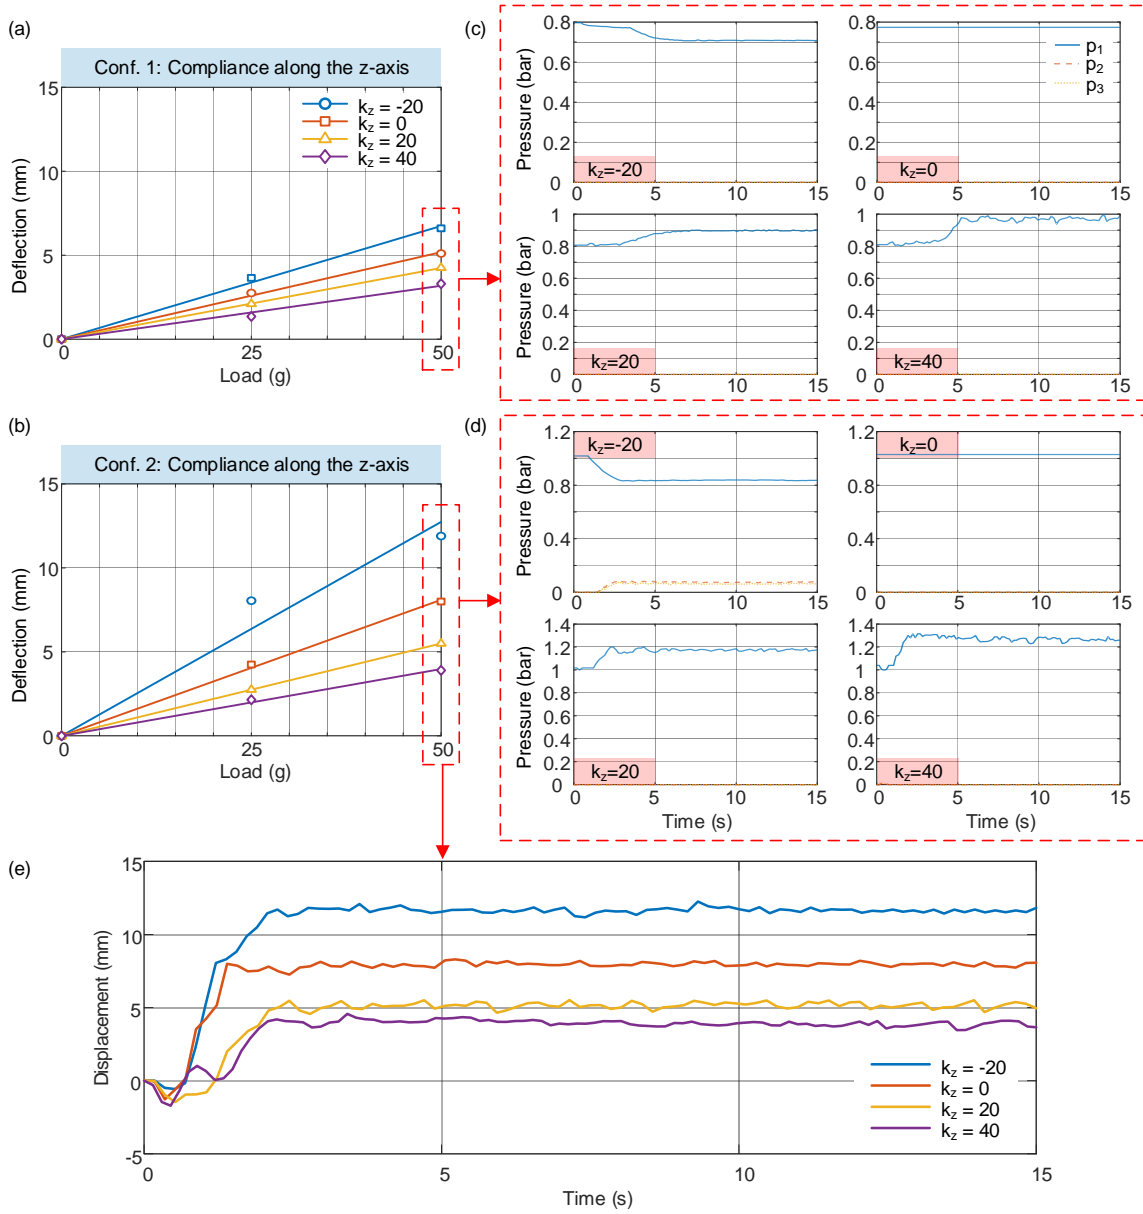 (a)
Conf. 1: Compliance along the z-axis
15
10
5
0
Deflection (mm)
k_z = -20
k_z = 0
k_z = 20
k_z = 40
0 25 50
Load (g)
(b)
Conf. 2: Compliance along the z-axis
15
10
5
0
Deflection (mm)
0 25 50
Load (g)
(c)
Pressure (bar)
0.8
0.6
0.4
0.2
0
k_z=-20
0 5 10 15
0.8
0.6
0.4
0.2
0
p_1
p_2
p_3
k_z=0
0 5 10 15
Pressure (bar)
1
0.8
0.6
0.4
0.2
0
k_z=20
0 5 10 15
1
0.8
0.6
0.4
0.2
0
k_z=40
0 5 10 15
(d)
Pressure (bar)
1.2
0.8
0.4
0
k_z=-20
0 5 10 15
1.2
0.8
0.4
0
k_z=0
0 5 10 15
Pressure (bar)
1.4
1.2
1
0.8
0.6
0.4
0.2
0
k_z=20
0 5 10 15
Time (s)
1.4
1.2
1
0.8
0.6
0.4
0.2
0
k_z=40
0 5 10 15
Time (s)
(e)
Displacement (mm)
15
10
5
0
-5
k_z = -20
k_z = 0
k_z = 20
k_z = 40
0 5 10 15
Time (s)